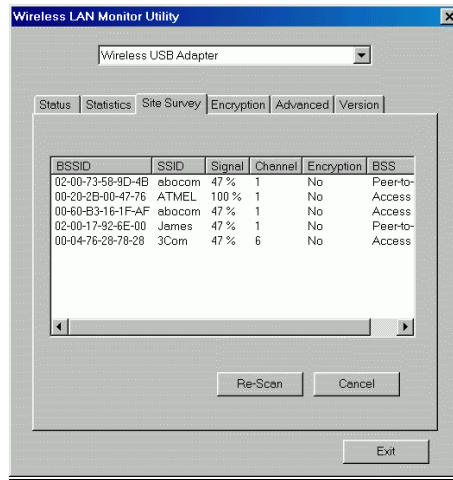 Wireless LAN Monitor Utility
Wireless USB Adapter
Status Statistics Site Survey Encryption Advanced Version
BSSID SSID Signal Channel Encryption BSS
02-00-73-58-9D-4B abocom 47 % 1 No Peer-to-
00-20-2B-00-47-76 ATMEL 100 % 1 No Access
00-60-B3-16-1F-AF abocom 47 % 1 No Access
02-00-17-92-6E-00 James 47 % 1 No Peer-to-
00-04-76-28-78-28 3Com 47 % 6 No Access
Re-Scan Cancel
Exit